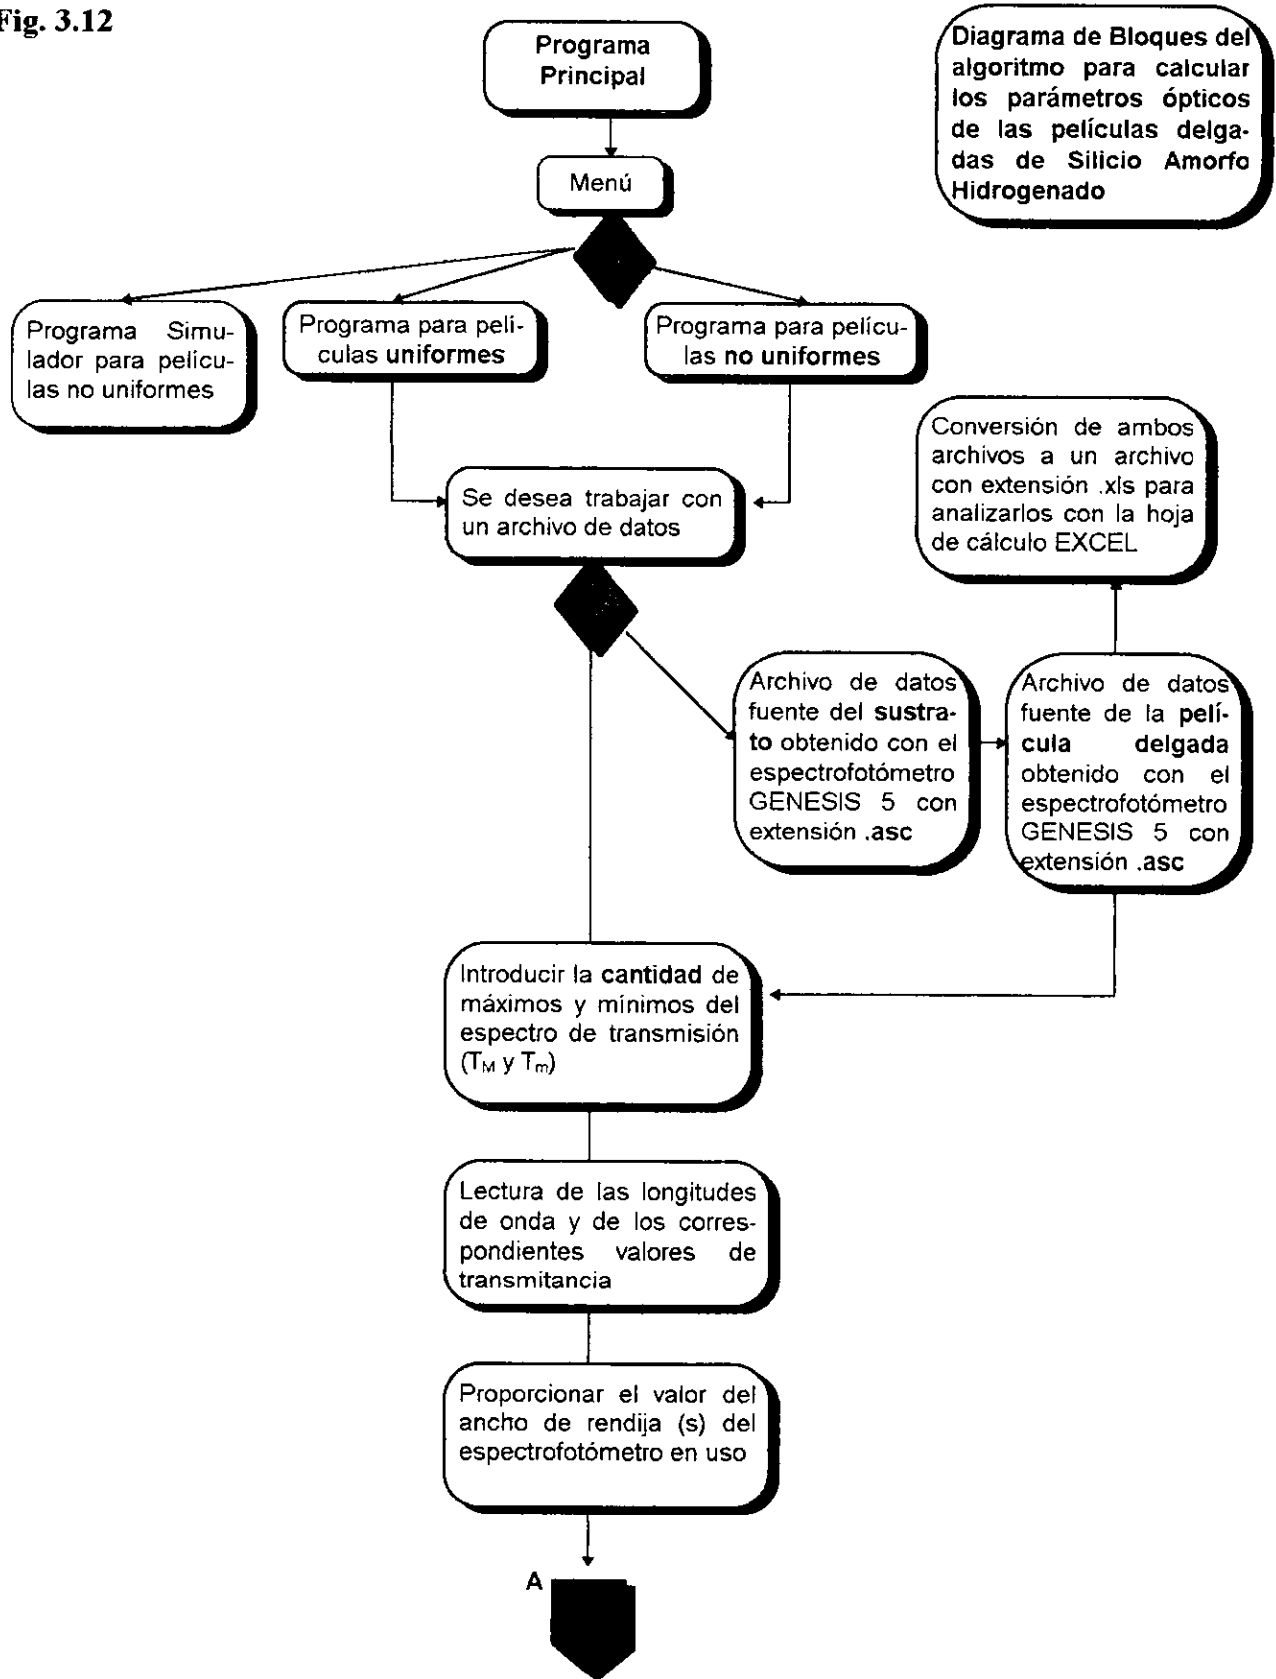 Fig. 3.12
Programa
Principal
Diagrama de Bloques del
algoritmo para calcular
los parámetros ópticos
de las películas delga-
das de Silicio Amorfo
Hidrogenado
Menú
Programa Simu-
lador para pelícu-
las no uniformes
Programa para pelí-
culas uniformes
Programa para pelícu-
las no uniformes
Conversión de ambos
archivos a un archivo
con extensión .xls para
analizarlos con la hoja
de cálculo EXCEL
Se desea trabajar con
un archivo de datos
Archivo de datos
fuente del sustra-
to obtenido con el
espectrofotómetro
GENESIS 5 con
extensión .asc
Archivo de datos
fuente de la pelí-
cula delgada
obtenido con el
espectrofotómetro
GENESIS 5 con
extensión .asc
Introducir la cantidad de
máximos y mínimos del
espectro de transmisión
(TM y Tm)
Lectura de las longitudes
de onda y de los corres-
pondientes valores de
transmitancia
Proporcionar el valor del
ancho de rendija (s) del
espectrofotómetro en uso
A